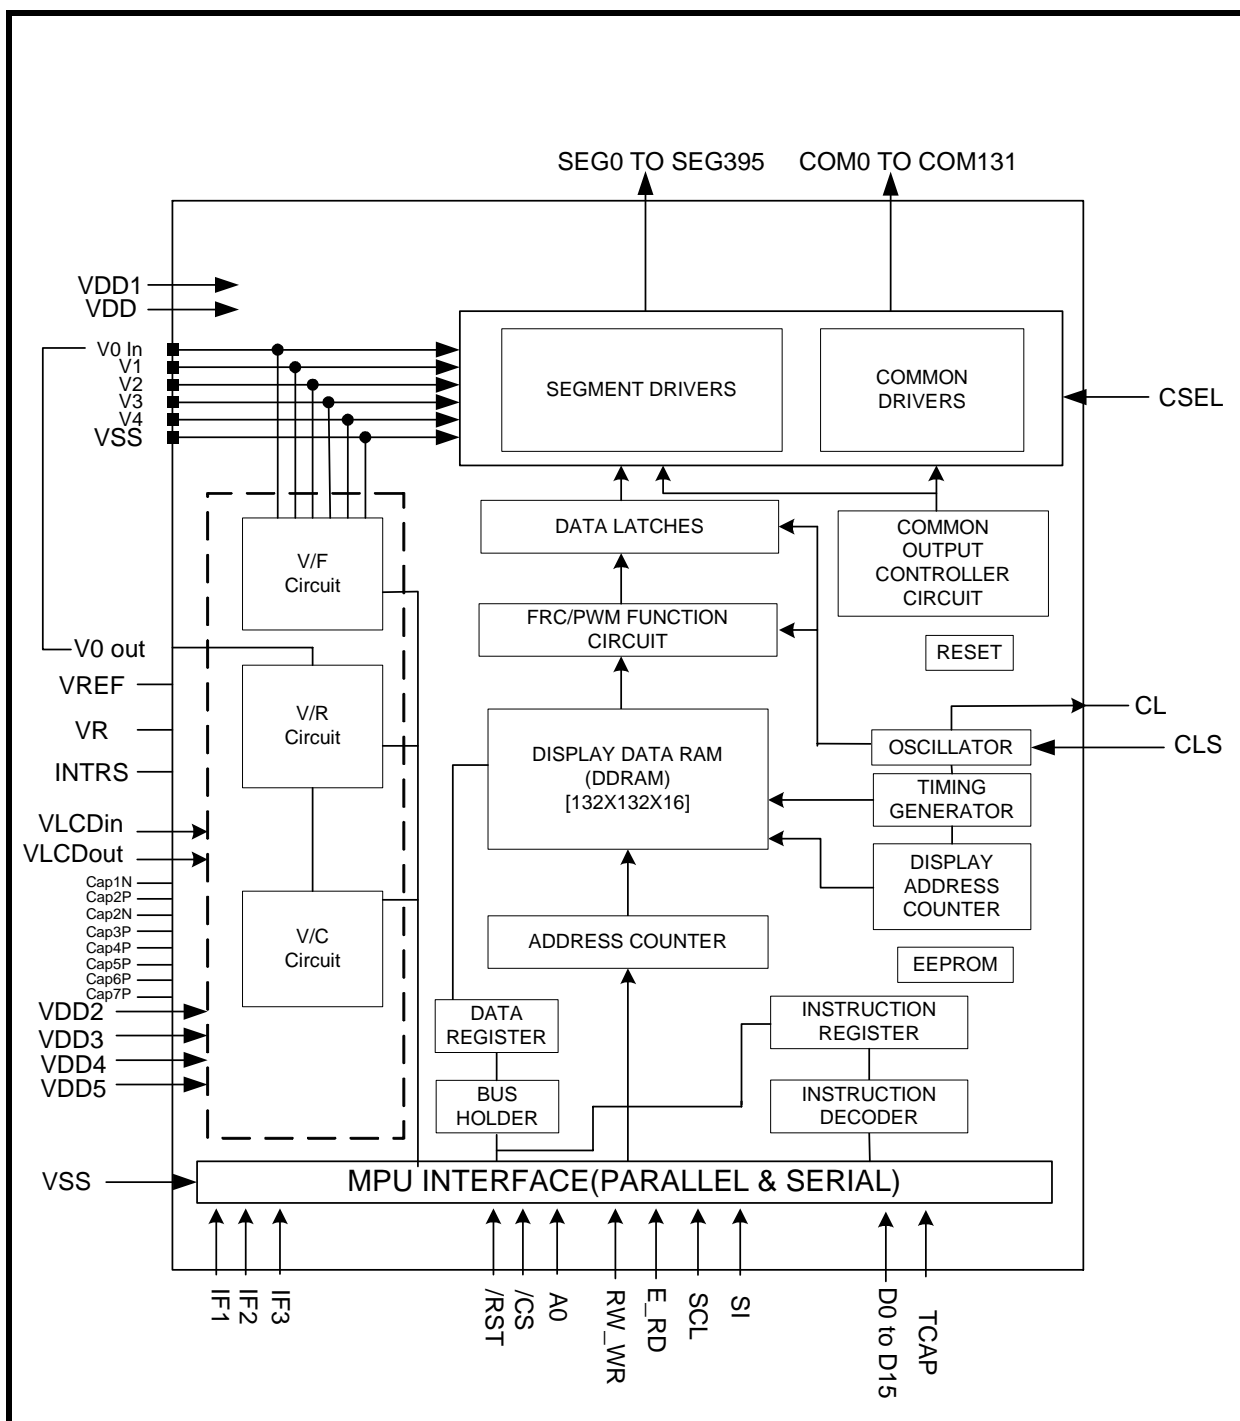 SEG0 TO SEG395
COM0 TO COM131
VDD1
VDD
V0 In
V1
V2
V3
V4
VSS
SEGMENT DRIVERS
COMMON
DRIVERS
CSEL
V/F
Circuit
DATA LATCHES
COMMON
OUTPUT
CONTROLLER
CIRCUIT
FRC/PWM FUNCTION
CIRCUIT
RESET
V0 out
VREF
VR
INTRS
V/R
Circuit
DISPLAY DATA RAM
(DDRAM)
[132X132X16]
OSCILLATOR
CL
CLS
TIMING
GENERATOR
DISPLAY
ADDRESS
COUNTER
VLCDin
VLCDout
Cap1N
Cap2P
Cap2N
Cap3P
Cap4P
Cap5P
Cap6P
Cap7P
VDD2
VDD3
VDD4
VDD5
V/C
Circuit
ADDRESS COUNTER
EEPROM
DATA
REGISTER
INSTRUCTION
REGISTER
BUS
HOLDER
INSTRUCTION
DECODER
VSS
MPU INTERFACE(PARALLEL & SERIAL)
IF1
IF2
IF3
/RST
/CS
A0
RW_WR
E_RD
SCL
SI
D0 to D15
TCAP